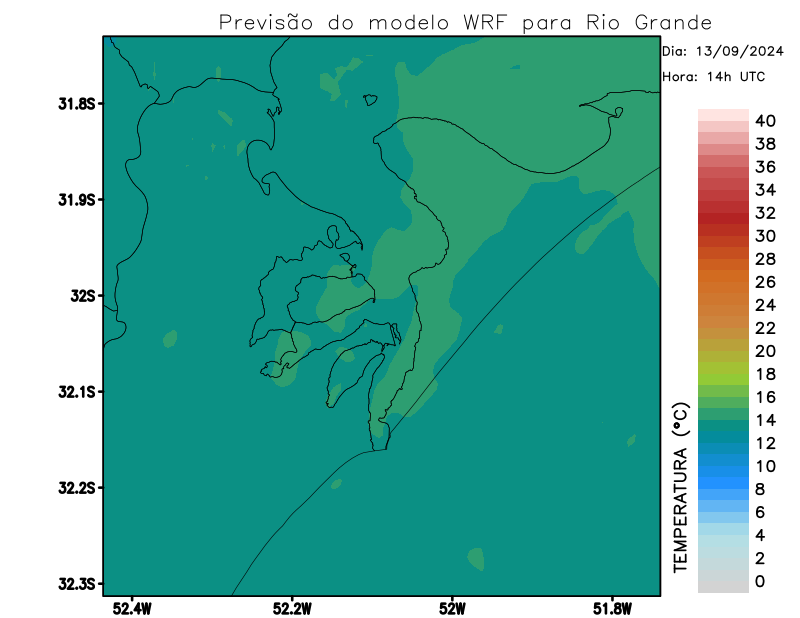 Previsão do modelo WRF para Rio Grande
Dia: 13/09/2024
Hora: 14h UTC
31.8S
31.9S
32S
32.1S
32.2S
32.3S
52.4W
52.2W
52W
51.8W
TEMPERATURA (°C)
40
38
36
34
32
30
28
26
24
22
20
18
16
14
12
10
8
6
4
2
0